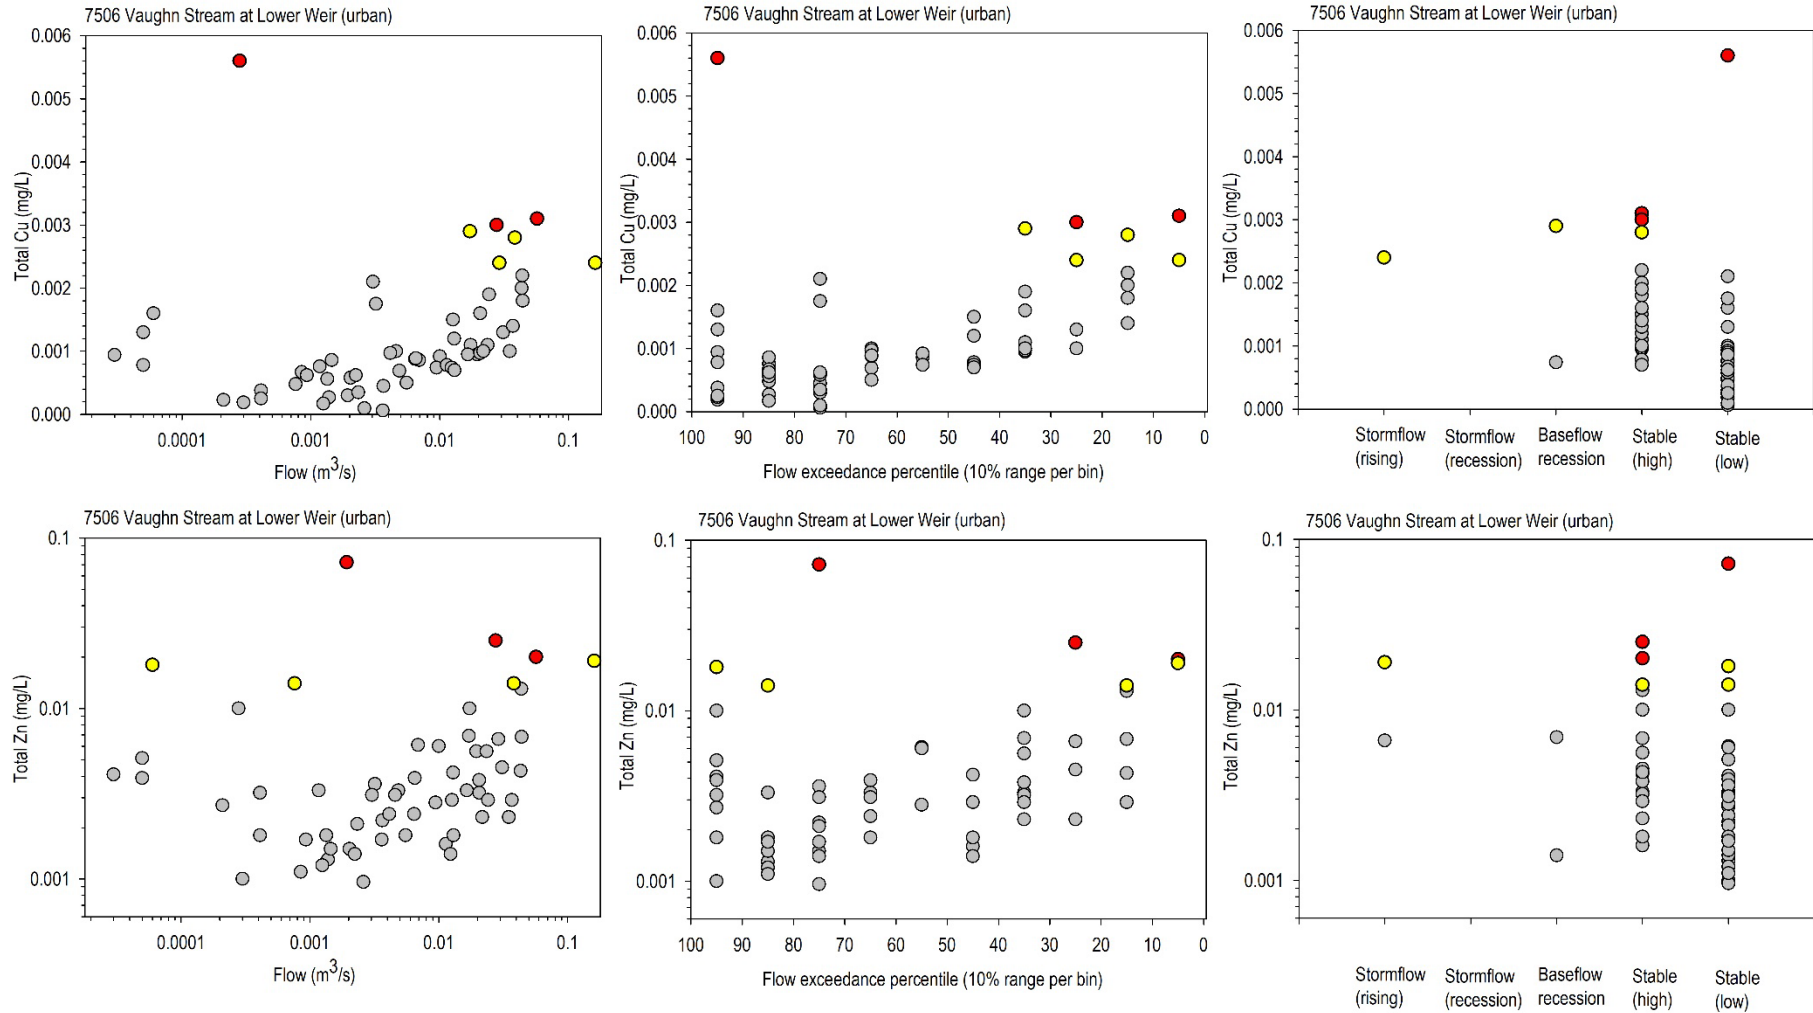 7506 Vaughn Stream at Lower Weir (urban)
0.006
0.005
0.004
0.003
0.002
0.001
0.000
Total Cu (mg/L)
0.0001 0.001 0.01 0.1
Flow (m³/s)
7506 Vaughn Stream at Lower Weir (urban)
0.006
0.005
0.004
0.003
0.002
0.001
0.000
Total Cu (mg/L)
100 90 80 70 60 50 40 30 20 10 0
Flow exceedance percentile (10% range per bin)
7506 Vaughn Stream at Lower Weir (urban)
0.006
0.005
0.004
0.003
0.002
0.001
0.000
Total Cu (mg/L)
Stormflow Stormflow Baseflow Stable Stable
(rising) (recession) recession (high) (low)
7506 Vaughn Stream at Lower Weir (urban)
0.1
0.01
0.001
Total Zn (mg/L)
0.0001 0.001 0.01 0.1
Flow (m³/s)
7506 Vaughn Stream at Lower Weir (urban)
0.1
0.01
0.001
Total Zn (mg/L)
100 90 80 70 60 50 40 30 20 10 0
Flow exceedance percentile (10% range per bin)
7506 Vaughn Stream at Lower Weir (urban)
0.1
0.01
0.001
Total Zn (mg/L)
Stormflow Stormflow Baseflow Stable Stable
(rising) (recession) recession (high) (low)